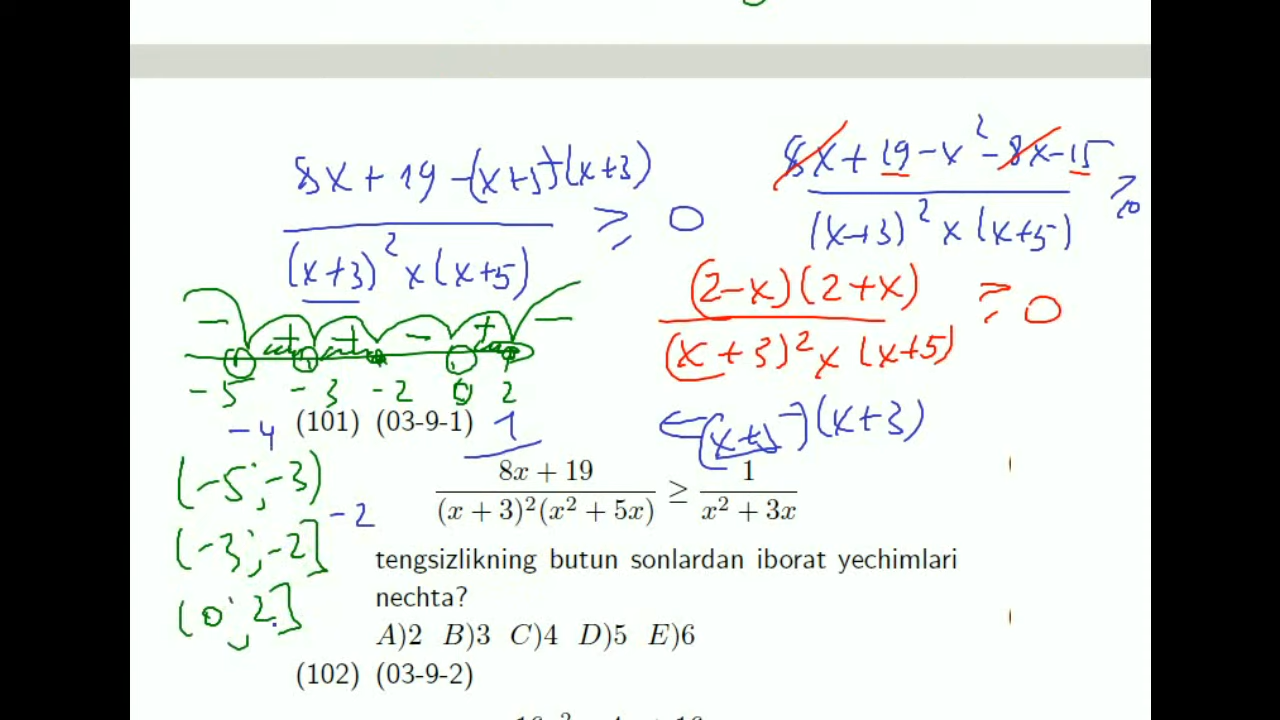 8x + 19 - (x+5)(x+3) / (x+3)² x (x+5) ≥ 0
8x + 19 - x² - 8x - 15 / (x+3)² x (x+5) ≥ 0
(2-x)(2+x) / (x+3)² x (x+5) ≥ 0
- + + - + -
-5 -3 -2 0 2
(x+5)(x+3)
-4 (101) (03-9-1) 1
(-5; -3)
(-3; -2] -2
(0; 2]
8x + 19 / (x + 3)²(x² + 5x) ≥ 1 / x² + 3x
tengsizlikning butun sonlardan iborat yechimlari
nechta?
A)2 B)3 C)4 D)5 E)6
(102) (03-9-2)